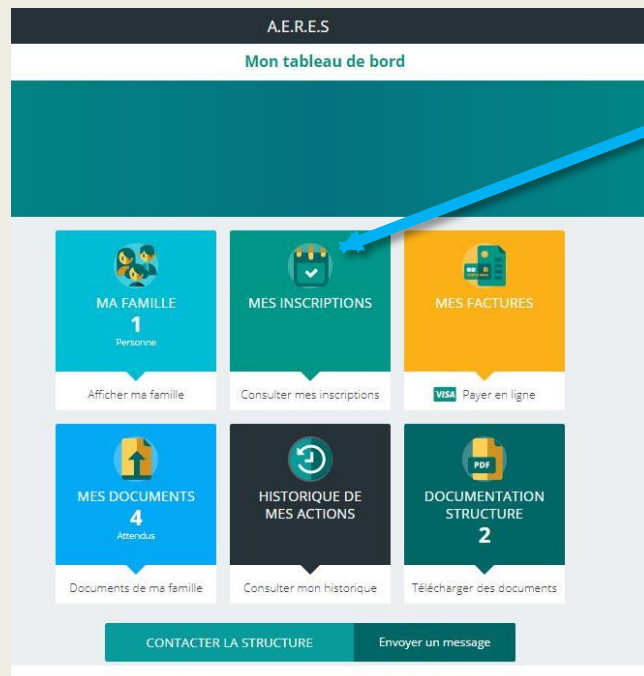 A.E.R.E.S
Mon tableau de bord
MA FAMILLE
1
Personne
Afficher ma famille
MES INSCRIPTIONS
Consulter mes inscriptions
MES FACTURES
VISA Payer en ligne
MES DOCUMENTS
4
Attendus
Documents de ma famille
HISTORIQUE DE
MES ACTIONS
Consulter mon historique
PDF
DOCUMENTATION
STRUCTURE
2
Télécharger des documents
CONTACTER LA STRUCTURE
Envoyer un message